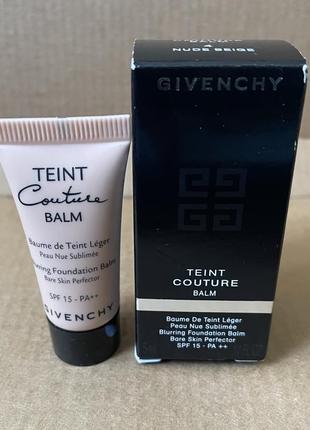 TEINT
Couture
BALM
Baume de Teint Léger
Peau Nue Sublimée
Blurring Foundation Balm
Bare Skin Perfector
SPF 15 - PA++
GIVENCHY
4
NUDE BEIGE
GIVENCHY
TEINT
COUTURE
BALM
Baume De Teint Léger
Peau Nue Sublimée
Blurring Foundation Balm
Bare Skin Perfector
SPF 15 - PA ++